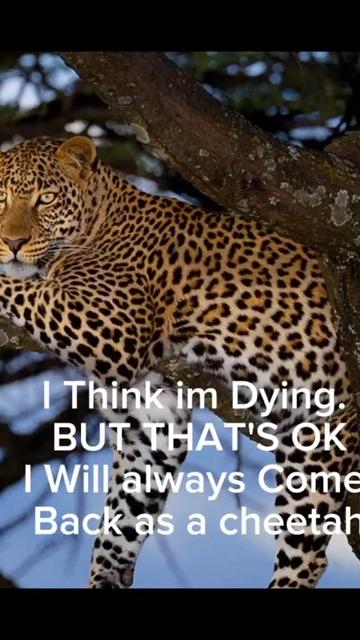 I Think im Dying.
BUT THAT'S OK
I Will always Come
Back as a cheetah